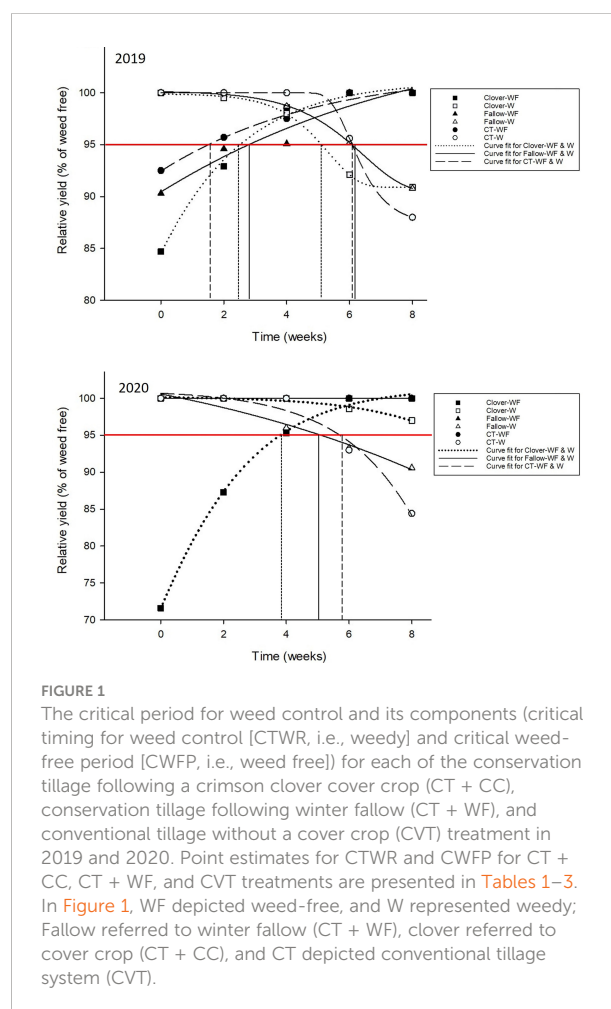 2019
Relative yield (% of weed free)
100
95
90
85
80
0 2 4 6 8
Time (weeks)
Clover-WF
Clover-W
Fallow-WF
Fallow-W
CT-WF
CT-W
Curve fit for Clover-WF & W
Curve fit for Fallow-WF & W
Curve fit for CT-WF & W
2020
Relative yield (% of weed free)
100
95
90
85
80
75
70
0 2 4 6 8
Time (weeks)
Clover-WF
Clover-W
Fallow-WF
Fallow-W
CT-WF
CT-W
Curve fit for Clover-WF & W
Curve fit for Fallow-WF & W
Curve fit for CT-WF & W
FIGURE 1
The critical period for weed control and its components (critical
timing for weed control [CTWR, i.e., weedy] and critical weed-
free period [CWFP, i.e., weed free]) for each of the conservation
tillage following a crimson clover cover crop (CT + CC),
conservation tillage following winter fallow (CT + WF), and
conventional tillage without a cover crop (CVT) treatment in
2019 and 2020. Point estimates for CTWR and CWFP for CT +
CC, CT + WF, and CVT treatments are presented in Tables 1–3.
In Figure 1, WF depicted weed-free, and W represented weedy;
Fallow referred to winter fallow (CT + WF), clover referred to
cover crop (CT + CC), and CT depicted conventional tillage
system (CVT).